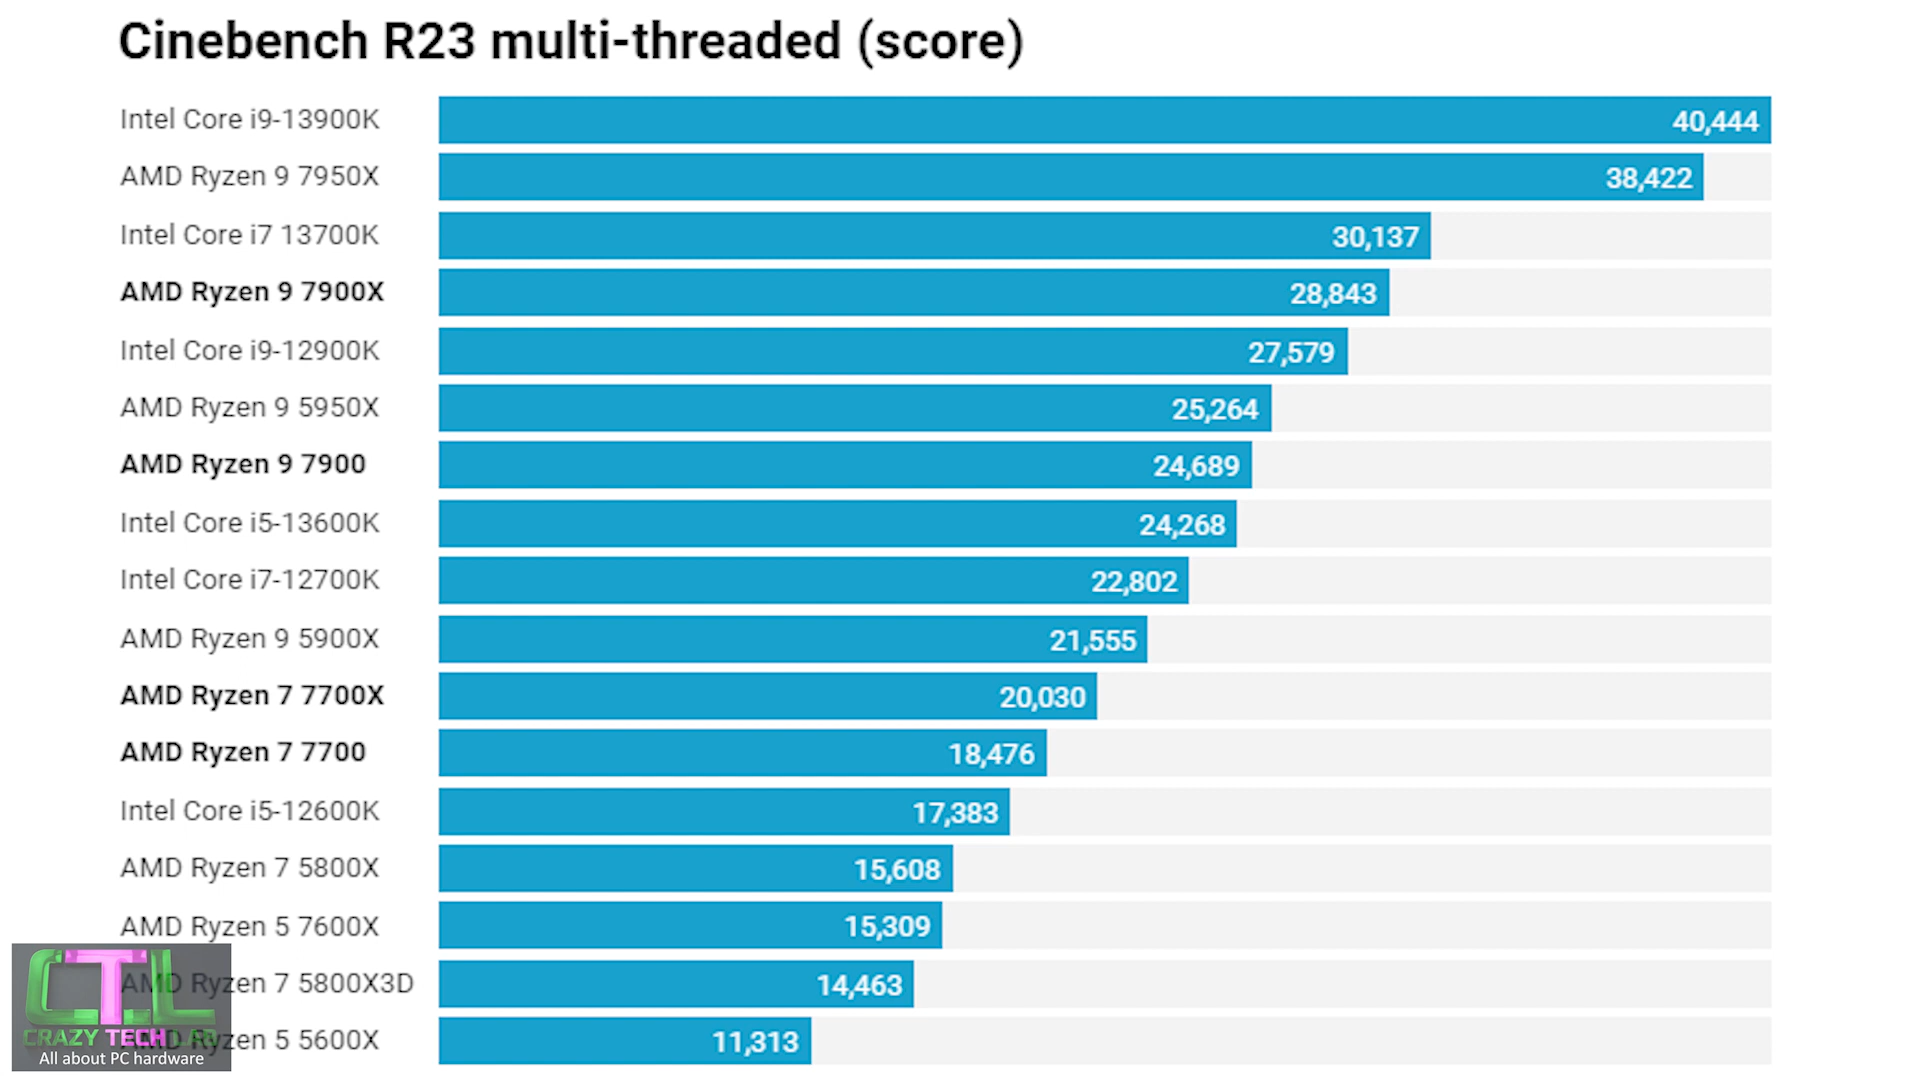 Cinebench R23 multi-threaded (score)
Intel Core i9-13900K 40,444
AMD Ryzen 9 7950X 38,422
Intel Core i7 13700K 30,137
AMD Ryzen 9 7900X 28,843
Intel Core i9-12900K 27,579
AMD Ryzen 9 5950X 25,264
AMD Ryzen 9 7900 24,689
Intel Core i5-13600K 24,268
Intel Core i7-12700K 22,802
AMD Ryzen 9 5900X 21,555
AMD Ryzen 7 7700X 20,030
AMD Ryzen 7 7700 18,476
Intel Core i5-12600K 17,383
AMD Ryzen 7 5800X 15,608
AMD Ryzen 5 7600X 15,309
AMD Ryzen 7 5800X3D 14,463
AMD Ryzen 5 5600X 11,313
CTL
CRAZY TECH LAB
All about PC hardware